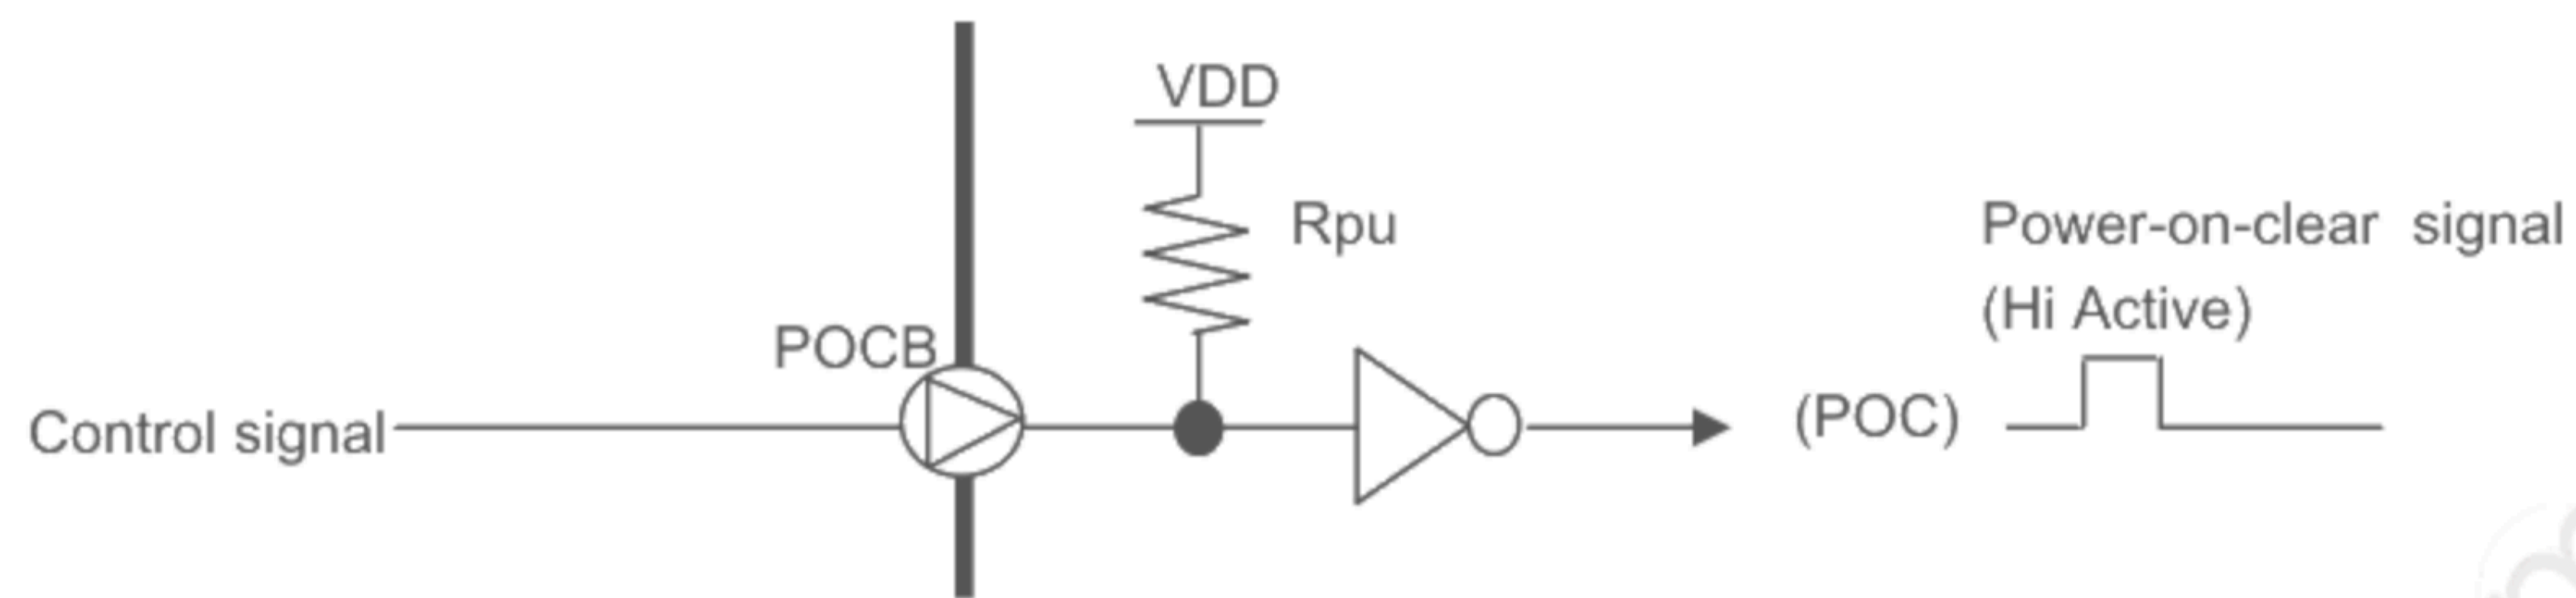 VDD
Rpu
Power-on-clear signal
(Hi Active)
POCB
Control signal
(POC)